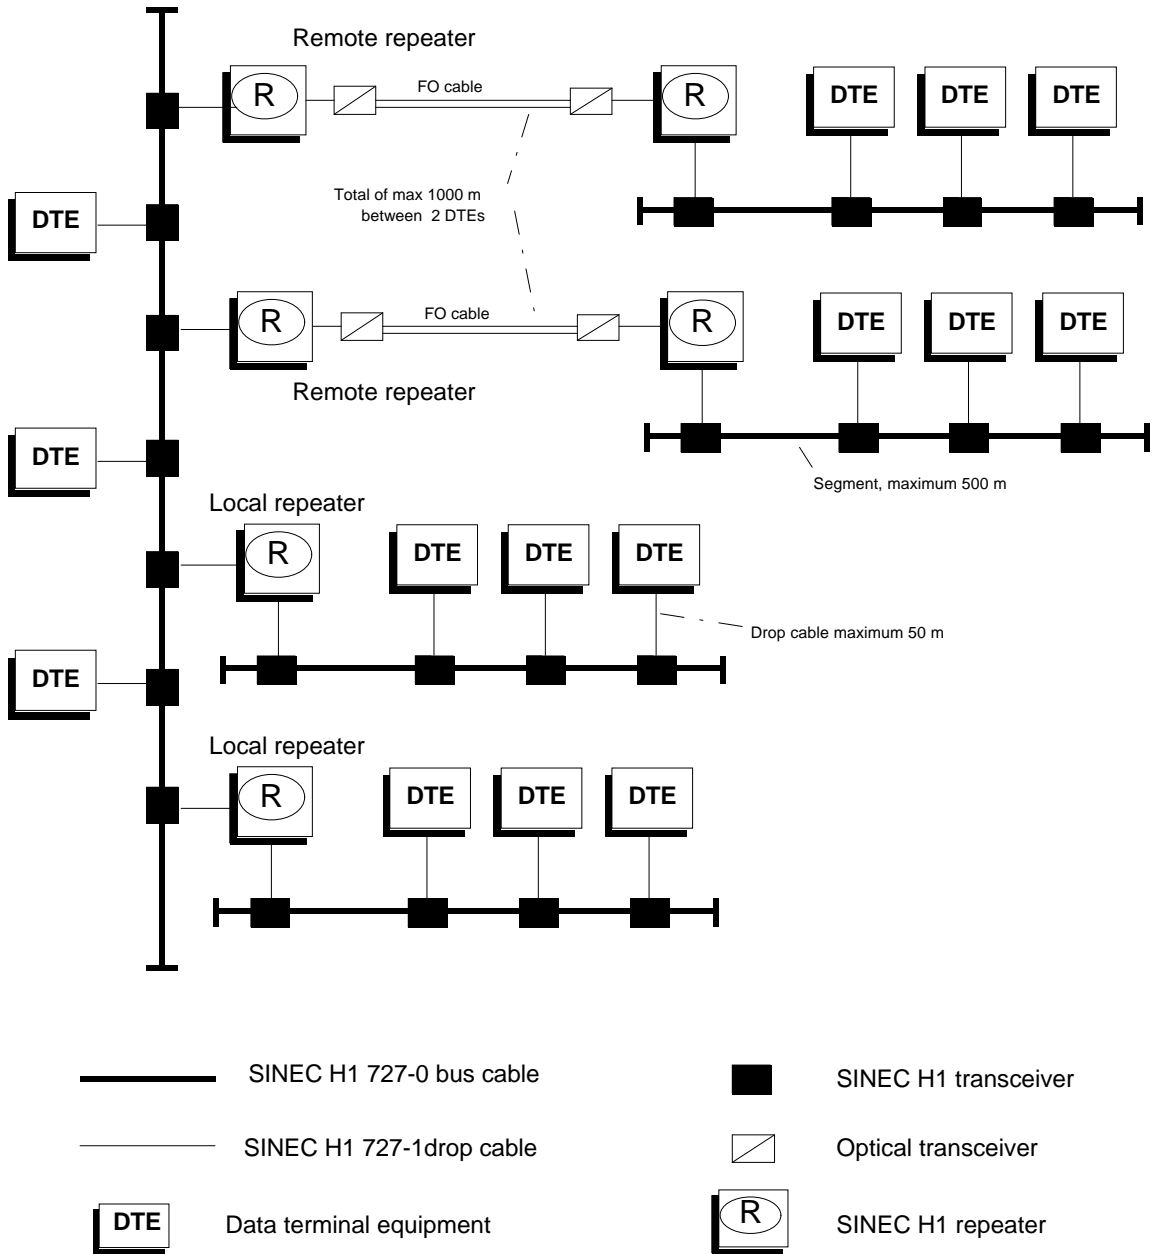 Remote repeater
R
FO cable
R
DTE
DTE
DTE
Total of max 1000 m
between 2 DTEs
DTE
R
FO cable
R
DTE
DTE
DTE
Remote repeater
Segment, maximum 500 m
DTE
Local repeater
R
DTE
DTE
DTE
Drop cable maximum 50 m
DTE
Local repeater
R
DTE
DTE
DTE
SINEC H1 727-0 bus cable
SINEC H1 transceiver
SINEC H1 727-1drop cable
Optical transceiver
DTE
Data terminal equipment
R
SINEC H1 repeater